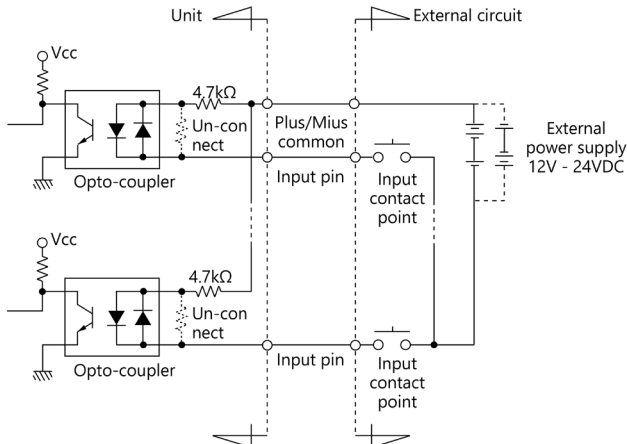 Unit
External circuit
Vcc
4.7kΩ
Un-con
nect
Plus/Mius
common
External
power supply
12V - 24VDC
Opto-coupler
Input pin
Input
contact
point
Vcc
4.7kΩ
Un-con
nect
Opto-coupler
Input pin
Input
contact
point